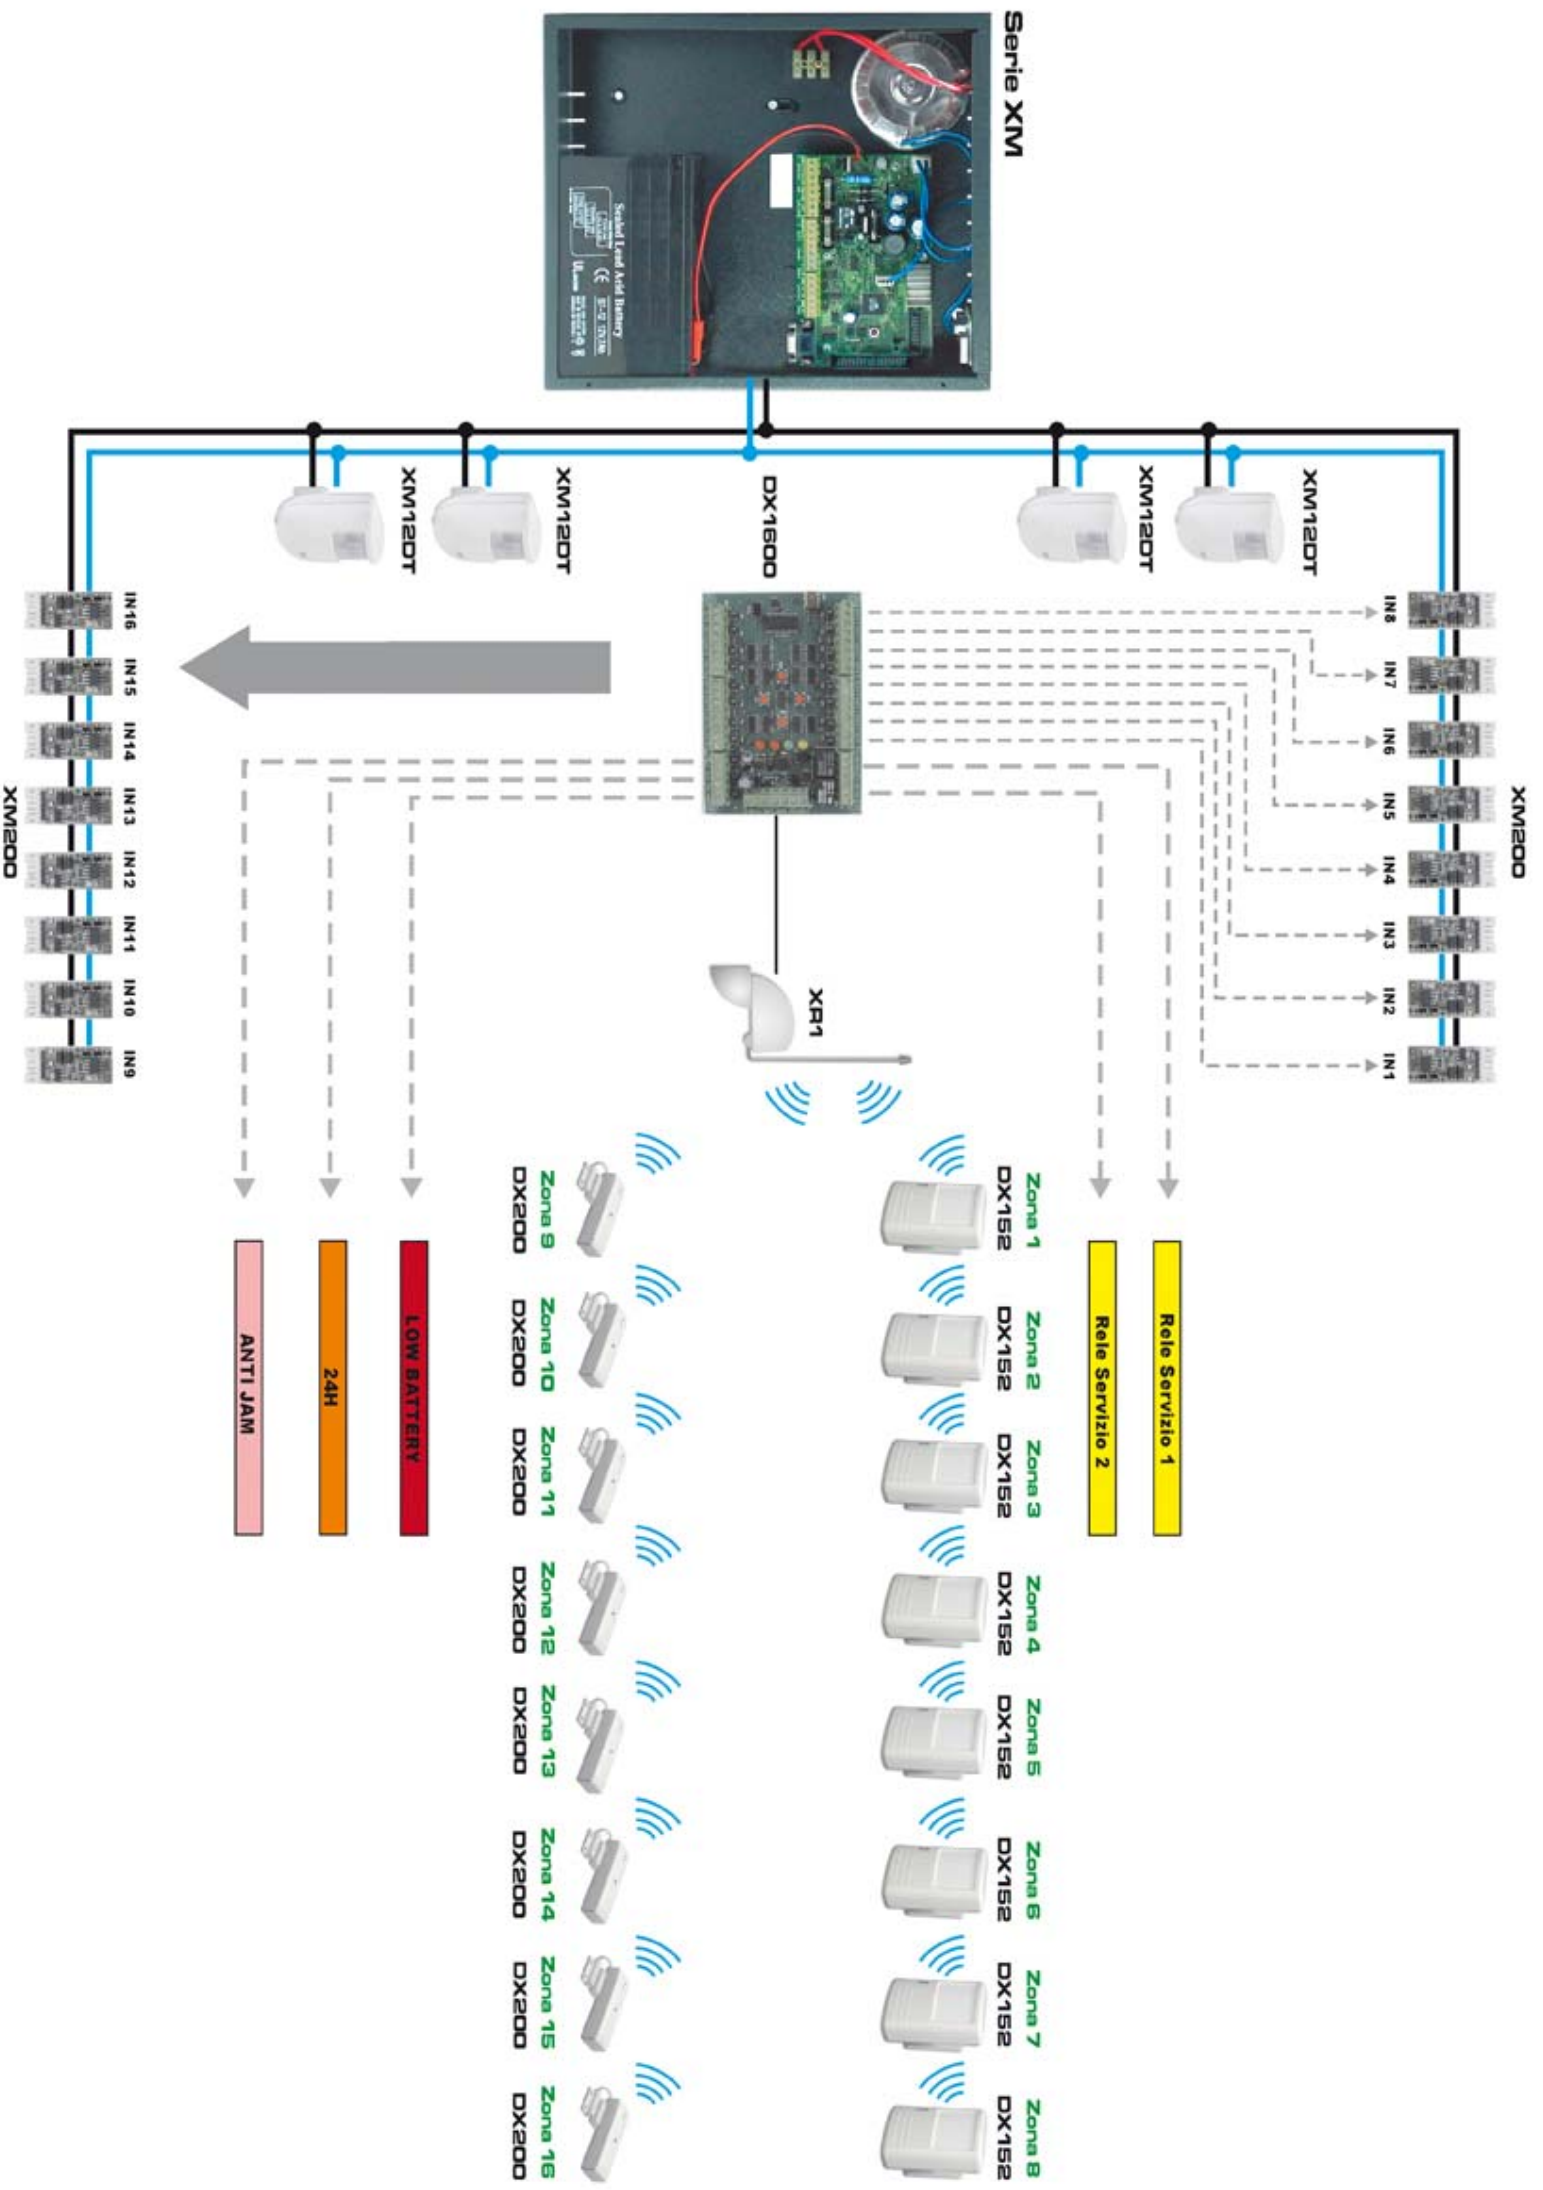 Serie XM
Sealed Lead Acid Battery
XM12DT
XM12DT
DX1600
XM12DT
XM12DT
IN8
IN7
IN6
IN5
IN4
IN3
IN2
IN1
XM200
IN16
IN15
IN14
IN13
IN12
IN11
IN10
IN9
XM200
XR1
Rele Servizio 1
Rele Servizio 2
Zona 1
DX152
Zona 2
DX152
Zona 3
DX152
Zona 4
DX152
Zona 5
DX152
Zona 6
DX152
Zona 7
DX152
Zona 8
DX152
Zona 9
DX200
Zona 10
DX200
Zona 11
DX200
Zona 12
DX200
Zona 13
DX200
Zona 14
DX200
Zona 15
DX200
Zona 16
DX200
LOW BATTERY
24H
ANTI JAM